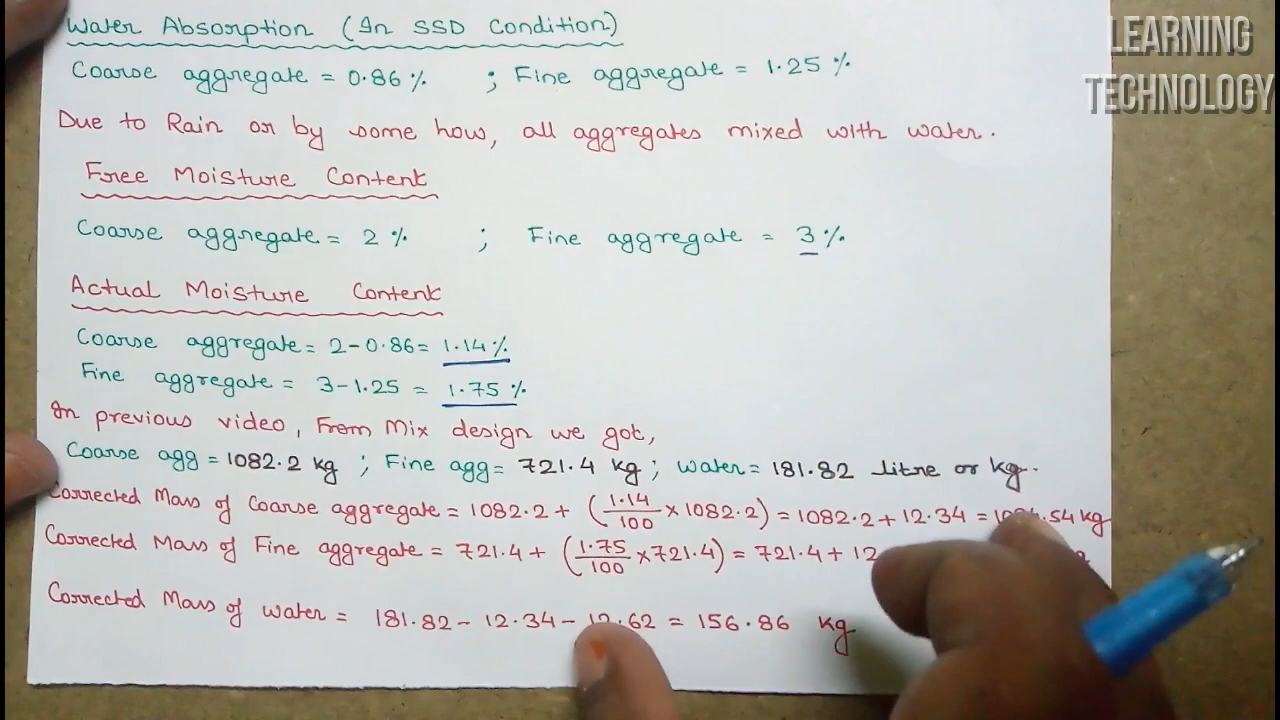 LEARNING
TECHNOLOGY
Water Absorption (In SSD Condition)
Coarse aggregate = 0.86 % ; Fine aggregate = 1.25 %
Due to Rain or by some how, all aggregates mixed with water.
Free Moisture Content
Coarse aggregate = 2 % ; Fine aggregate = 3 %
Actual Moisture Content
Coarse aggregate = 2 - 0.86 = 1.14 %
Fine aggregate = 3 - 1.25 = 1.75 %
In previous video, From Mix design we got,
Coarse agg = 1082.2 kg ; Fine agg = 721.4 kg ; water = 181.82 litre or kg.
Corrected Mass of Coarse aggregate = 1082.2 + (1.14/100 × 1082.2) = 1082.2 + 12.34 = .54 kg
Corrected Mass of Fine aggregate = 721.4 + (1.75/100 × 721.4) = 721.4 + 12
Corrected Mass of water = 181.82 - 12.34 - 12.62 = 156.86 kg